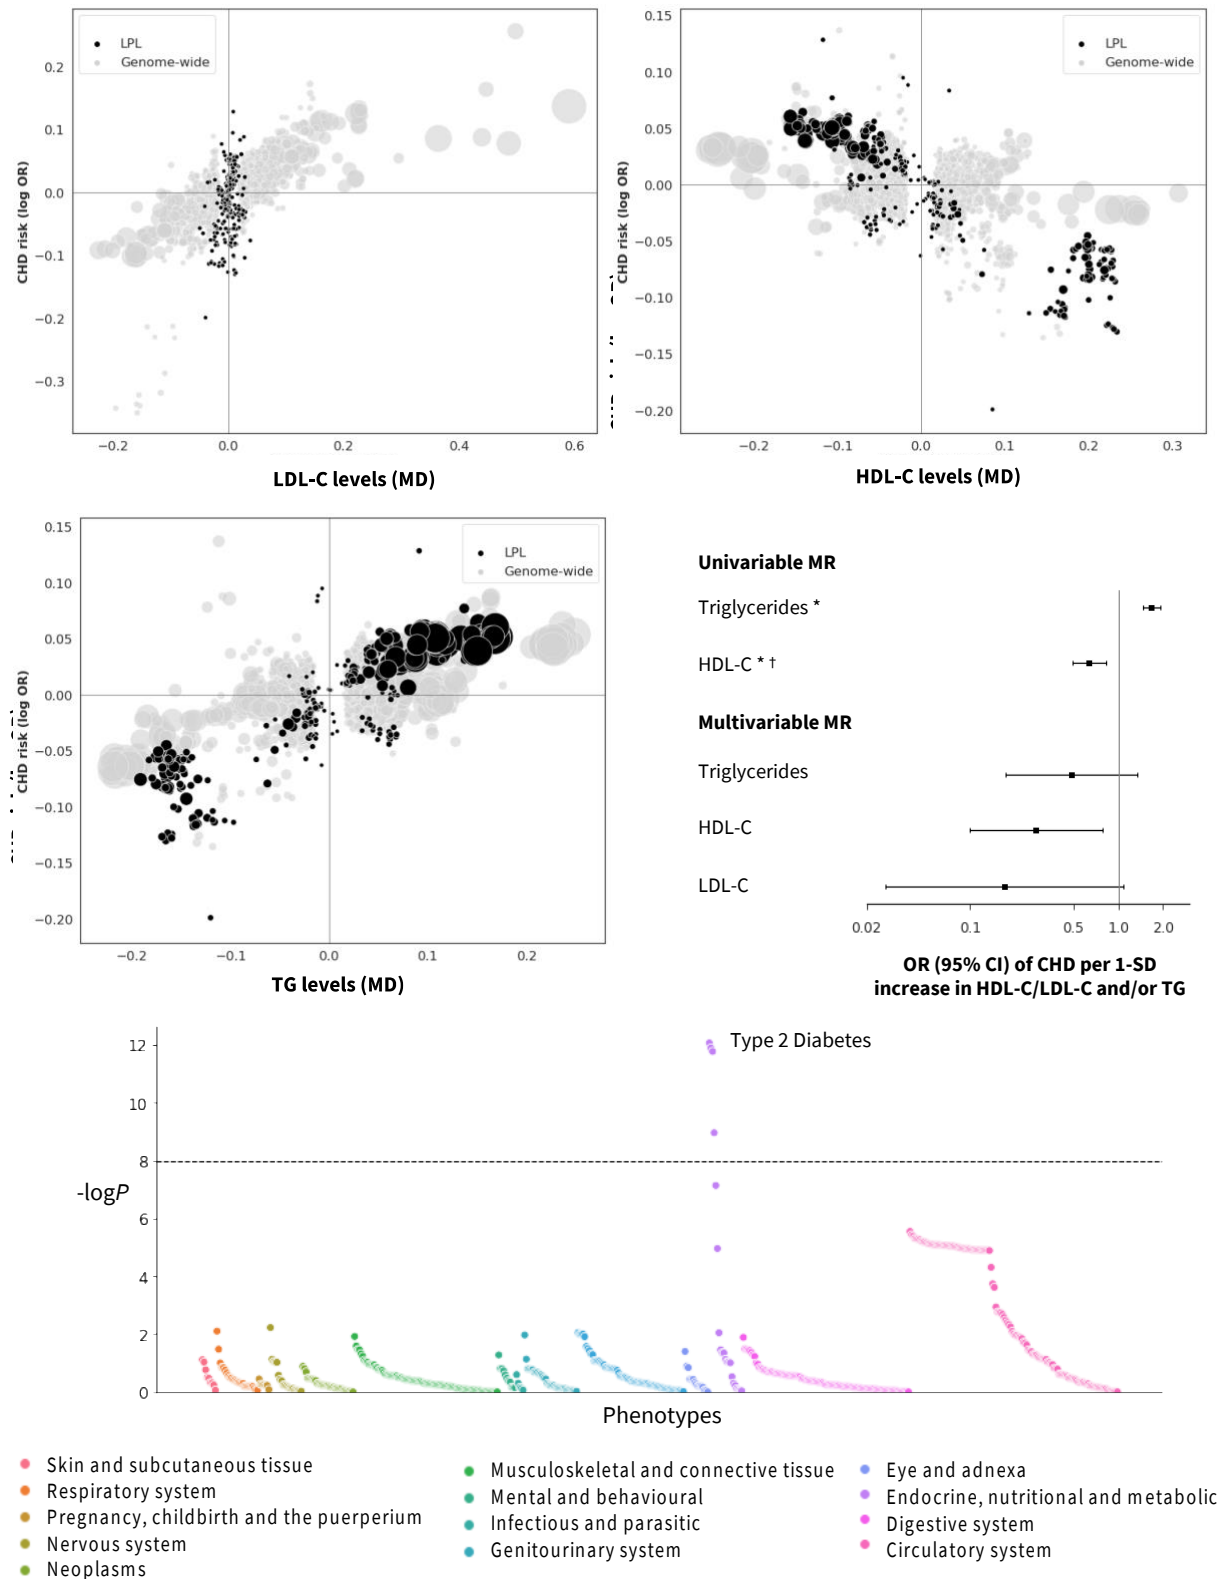 LPL
Genome-wide
0.2
0.1
0.0
−0.1
−0.2
−0.3
CHD risk (log OR)
−0.2
0.0
0.2
0.4
0.6
LDL-C levels (MD)
LPL
Genome-wide
0.15
0.10
0.05
0.00
−0.05
−0.10
−0.15
−0.20
CHD risk (log OR)
−0.2
−0.1
0.0
0.1
0.2
0.3
HDL-C levels (MD)
LPL
Genome-wide
0.15
0.10
0.05
0.00
−0.05
−0.10
−0.15
−0.20
CHD risk (log OR)
−0.2
−0.1
0.0
0.1
0.2
TG levels (MD)
Univariable MR
Triglycerides *
HDL-C * †
Multivariable MR
Triglycerides
HDL-C
LDL-C
0.02
0.1
0.5
1.0
2.0
OR (95% CI) of CHD per 1-SD
increase in HDL-C/LDL-C and/or TG
12
10
8
6
4
2
0
-logP
Type 2 Diabetes
Phenotypes
Skin and subcutaneous tissue
Respiratory system
Pregnancy, childbirth and the puerperium
Nervous system
Neoplasms
Musculoskeletal and connective tissue
Mental and behavioural
Infectious and parasitic
Genitourinary system
Eye and adnexa
Endocrine, nutritional and metabolic
Digestive system
Circulatory system